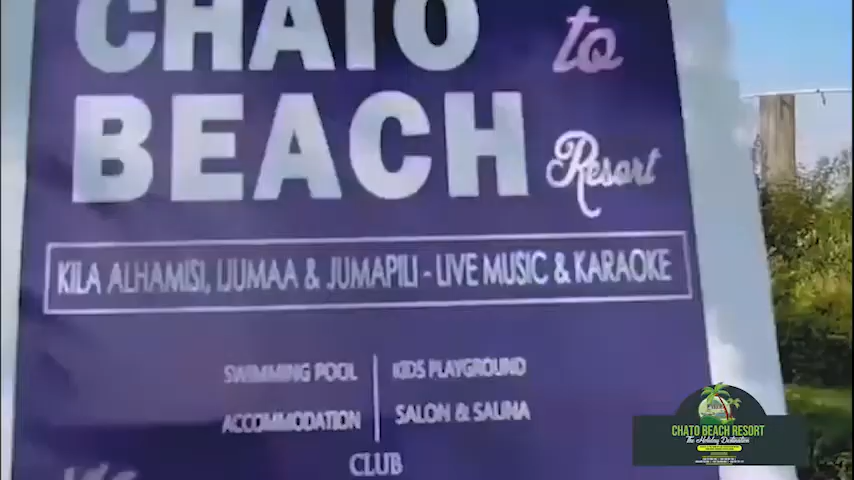 CHATO to
BEACH Resort
KILA ALHAMISI, IJUMAA & JUMAPILI - LIVE MUSIC & KARAOKE
SWIMMING POOL KIDS PLAYGROUND
ACCOMMODATION SALON & SAUNA
CLUB
CHATO BEACH RESORT
The Holiday Destination